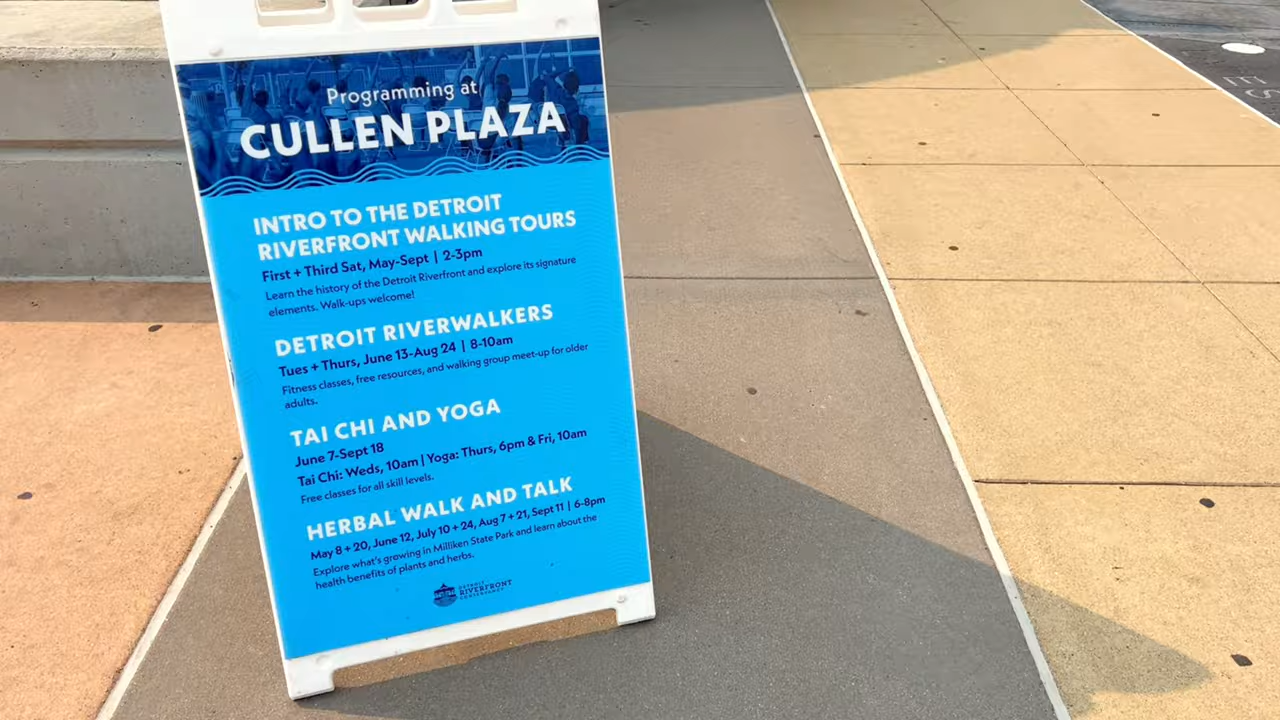 Programming at
CULLEN PLAZA
INTRO TO THE DETROIT
RIVERFRONT WALKING TOURS
First + Third Sat, May-Sept | 2-3pm
Learn the history of the Detroit Riverfront and explore its signature
elements. Walk-ups welcome!
DETROIT RIVERWALKERS
Tues + Thurs, June 13-Aug 24 | 8-10am
Fitness classes, free resources, and walking group meet-up for older
adults.
TAI CHI AND YOGA
June 7-Sept 18
Tai Chi: Weds, 10am | Yoga: Thurs, 6pm & Fri, 10am
Free classes for all skill levels.
HERBAL WALK AND TALK
May 8 + 20, June 12, July 10 + 24, Aug 7 + 21, Sept 11 | 6-8pm
Explore what's growing in Milliken State Park and learn about the
health benefits of plants and herbs.
DETROIT
RIVERFRONT
CONSERVANCY